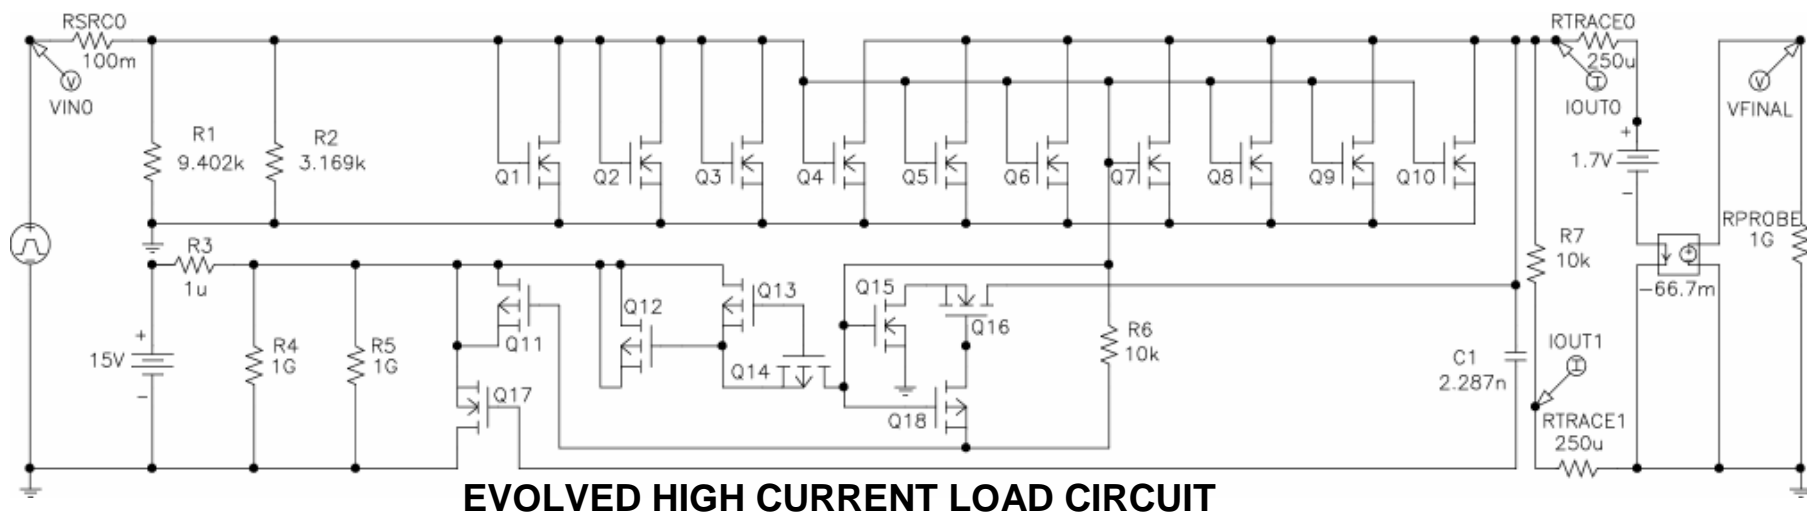 RSRC0
100m
V
VIN0
R1
9.402k
R2
3.169k
Q1
Q2
Q3
Q4
Q5
Q6
Q7
Q8
Q9
Q10
RTRACE0
250u
I
IOUT0
V
VFINAL
+
1.7V
-
RPROBE
1G
-66.7m
R7
10k
R3
1u
+
15V
-
R4
1G
R5
1G
Q11
Q12
Q13
Q14
Q15
Q16
Q17
Q18
R6
10k
C1
2.287n
IOUT1
I
RTRACE1
250u
EVOLVED HIGH CURRENT LOAD CIRCUIT